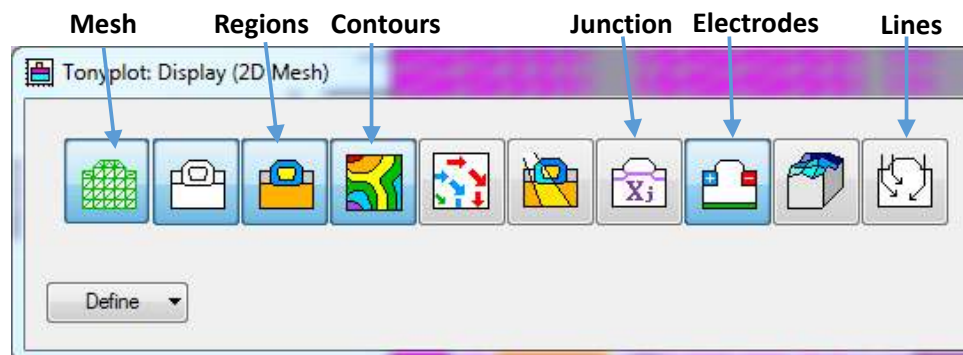 Mesh Regions Contours Junction Electrodes Lines
Tonyplot: Display (2D Mesh)
Xj
Define